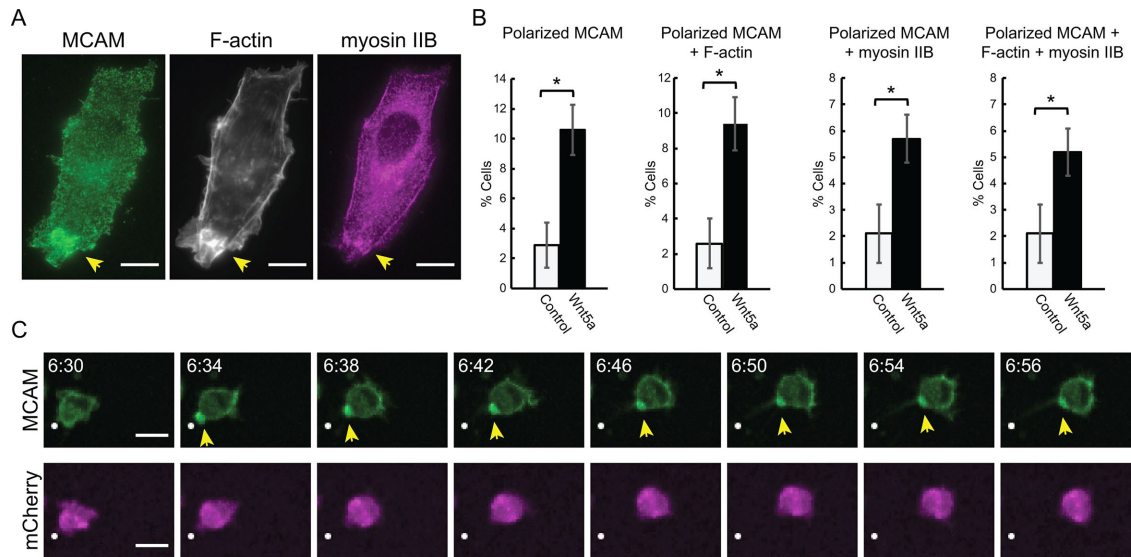 A
MCAM
F-actin
myosin IIB
B
Polarized MCAM
% Cells
14
12
10
8
6
4
2
0
*
Control
Wnt5a
Polarized MCAM
+ F-actin
% Cells
12
10
8
6
4
2
0
*
Control
Wnt5a
Polarized MCAM
+ myosin IIB
% Cells
8
7
6
5
4
3
2
1
0
*
Control
Wnt5a
Polarized MCAM +
F-actin + myosin IIB
% Cells
8
7
6
5
4
3
2
1
0
*
Control
Wnt5a
C
MCAM
6:30
6:34
6:38
6:42
6:46
6:50
6:54
6:56
mCherry